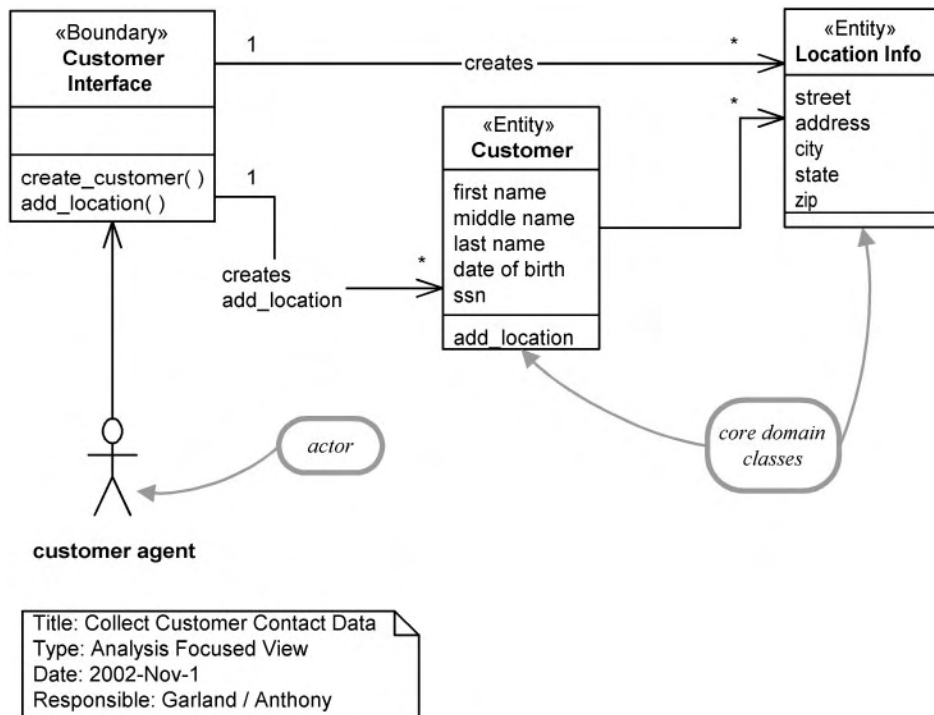 «Boundary»
Customer
Interface
create_customer( )
add_location( )
1
creates
*
«Entity»
Location Info
street
address
city
state
zip
*
«Entity»
Customer
first name
middle name
last name
date of birth
ssn
add_location
1
creates
add_location
*
actor
core domain
classes
customer agent
Title: Collect Customer Contact Data
Type: Analysis Focused View
Date: 2002-Nov-1
Responsible: Garland / Anthony